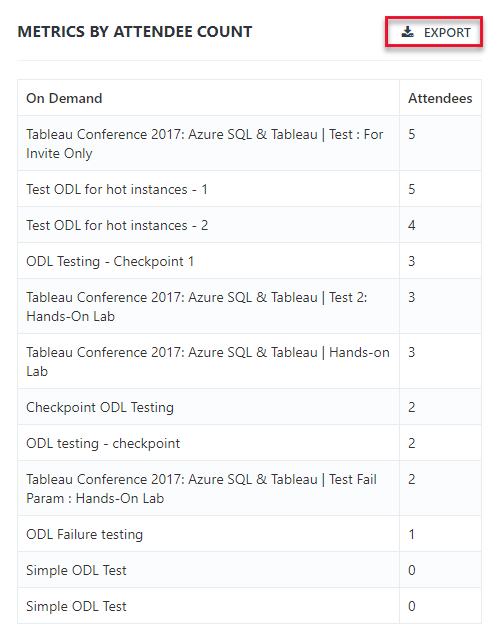 METRICS BY ATTENDEE COUNT EXPORT
On Demand Attendees
Tableau Conference 2017: Azure SQL & Tableau | Test : For 5
Invite Only
Test ODL for hot instances - 1 5
Test ODL for hot instances - 2 4
ODL Testing - Checkpoint 1 3
Tableau Conference 2017: Azure SQL & Tableau | Test 2: 3
Hands-On Lab
Tableau Conference 2017: Azure SQL & Tableau | Hands-on 3
Lab
Checkpoint ODL Testing 2
ODL testing - checkpoint 2
Tableau Conference 2017: Azure SQL & Tableau | Test Fail 2
Param : Hands-On Lab
ODL Failure testing 1
Simple ODL Test 0
Simple ODL Test 0